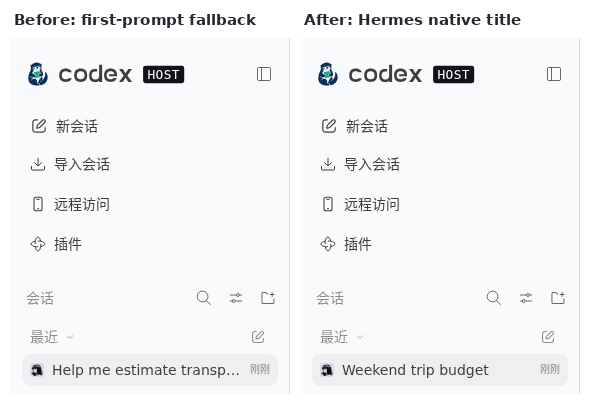 Before: first-prompt fallback
codex HOST
新会话
导入会话
远程访问
插件
会话
最近
Help me estimate transp... 刚刚
After: Hermes native title
codex HOST
新会话
导入会话
远程访问
插件
会话
最近
Weekend trip budget 刚刚